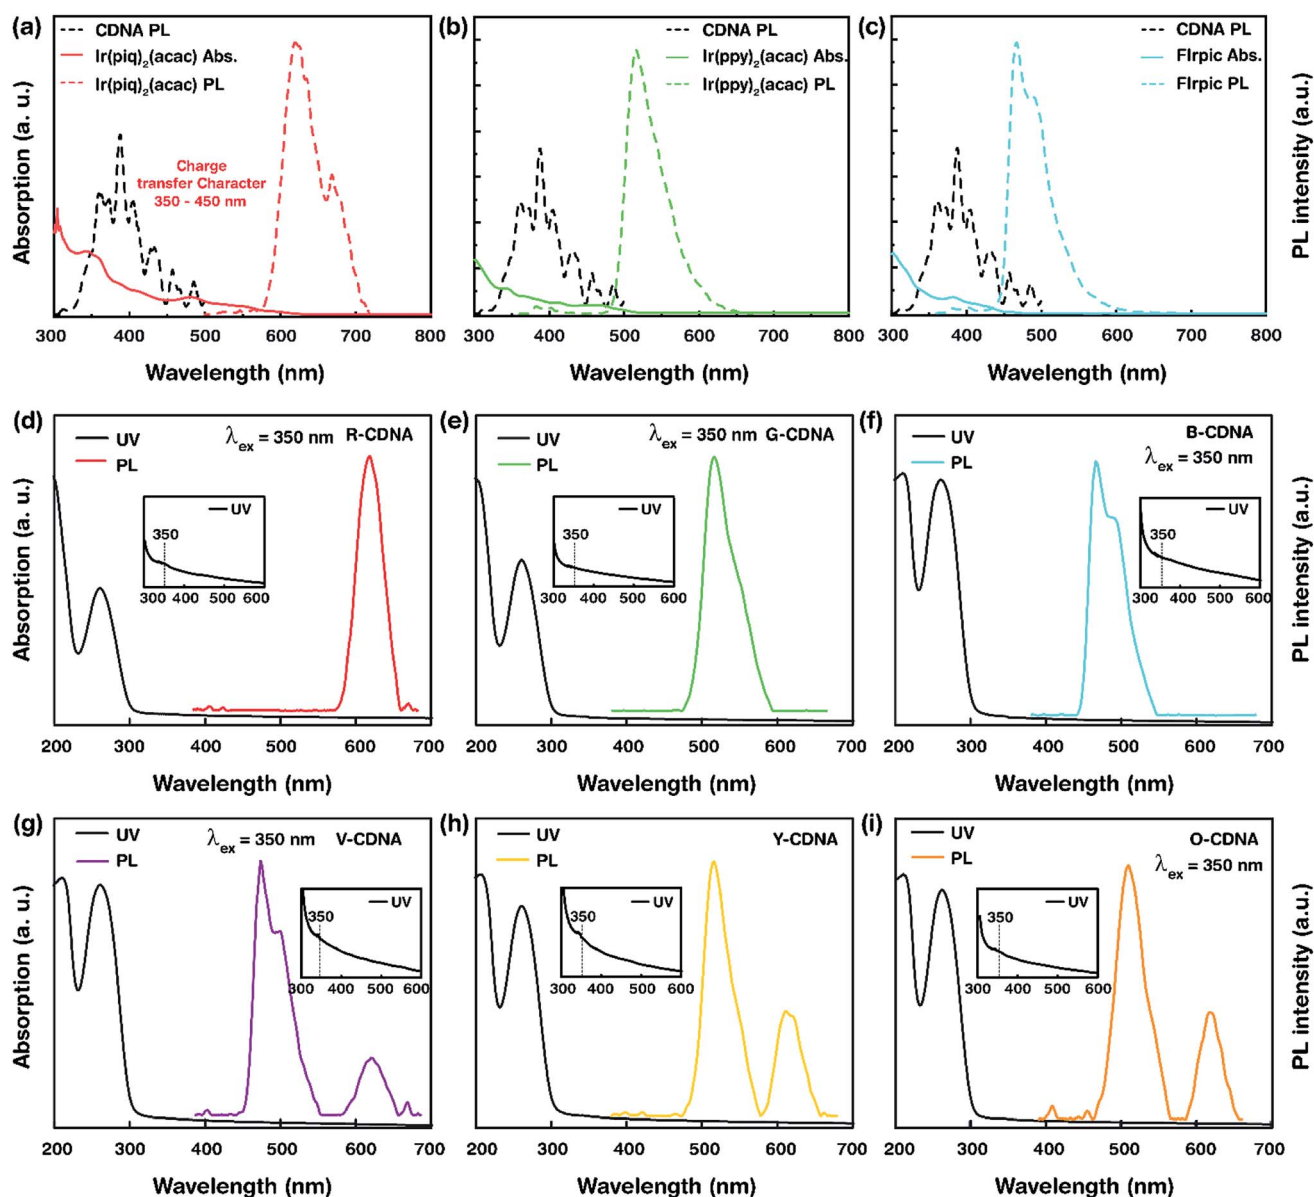 (a)
CDNA PL
Ir(piq)2(acac) Abs.
Ir(piq)2(acac) PL
Charge
transfer Character
350 - 450 nm
Absorption (a. u.)
300 400 500 600 700 800
Wavelength (nm)
(b)
CDNA PL
Ir(ppy)2(acac) Abs.
Ir(ppy)2(acac) PL
300 400 500 600 700 800
Wavelength (nm)
(c)
CDNA PL
FIrpic Abs.
FIrpic PL
PL intensity (a.u.)
300 400 500 600 700 800
Wavelength (nm)
(d)
UV
PL
λex = 350 nm R-CDNA
UV
350
300 400 500 600
Absorption (a. u.)
200 300 400 500 600 700
Wavelength (nm)
(e)
UV
PL
λex = 350 nm G-CDNA
UV
350
300 400 500 600
200 300 400 500 600 700
Wavelength (nm)
(f)
UV
PL
B-CDNA
λex = 350 nm
UV
350
300 400 500 600
PL intensity (a.u.)
200 300 400 500 600 700
Wavelength (nm)
(g)
UV
PL
λex = 350 nm V-CDNA
UV
350
300 400 500 600
Absorption (a. u.)
200 300 400 500 600 700
Wavelength (nm)
(h)
UV
PL
Y-CDNA
UV
350
300 400 500 600
200 300 400 500 600 700
Wavelength (nm)
(i)
UV
PL
O-CDNA
λex = 350 nm
UV
350
300 400 500 600
PL intensity (a.u.)
200 300 400 500 600 700
Wavelength (nm)